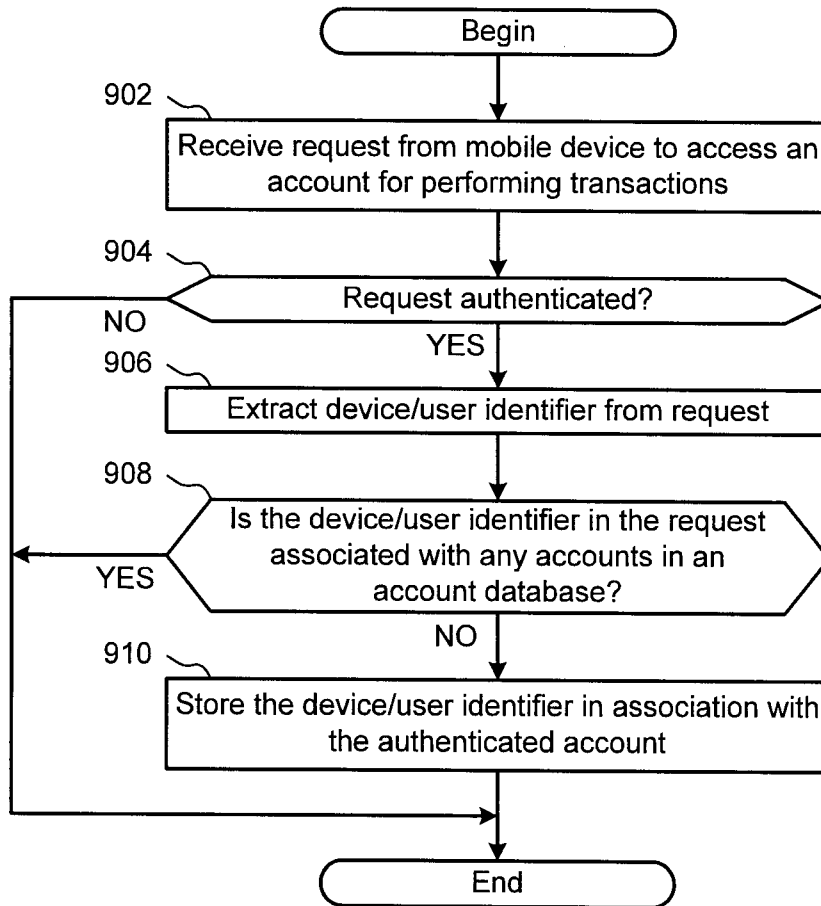 Begin
902
Receive request from mobile device to access an
account for performing transactions
904
Request authenticated?
NO
YES
906
Extract device/user identifier from request
908
Is the device/user identifier in the request
associated with any accounts in an
account database?
YES
NO
910
Store the device/user identifier in association with
the authenticated account
End